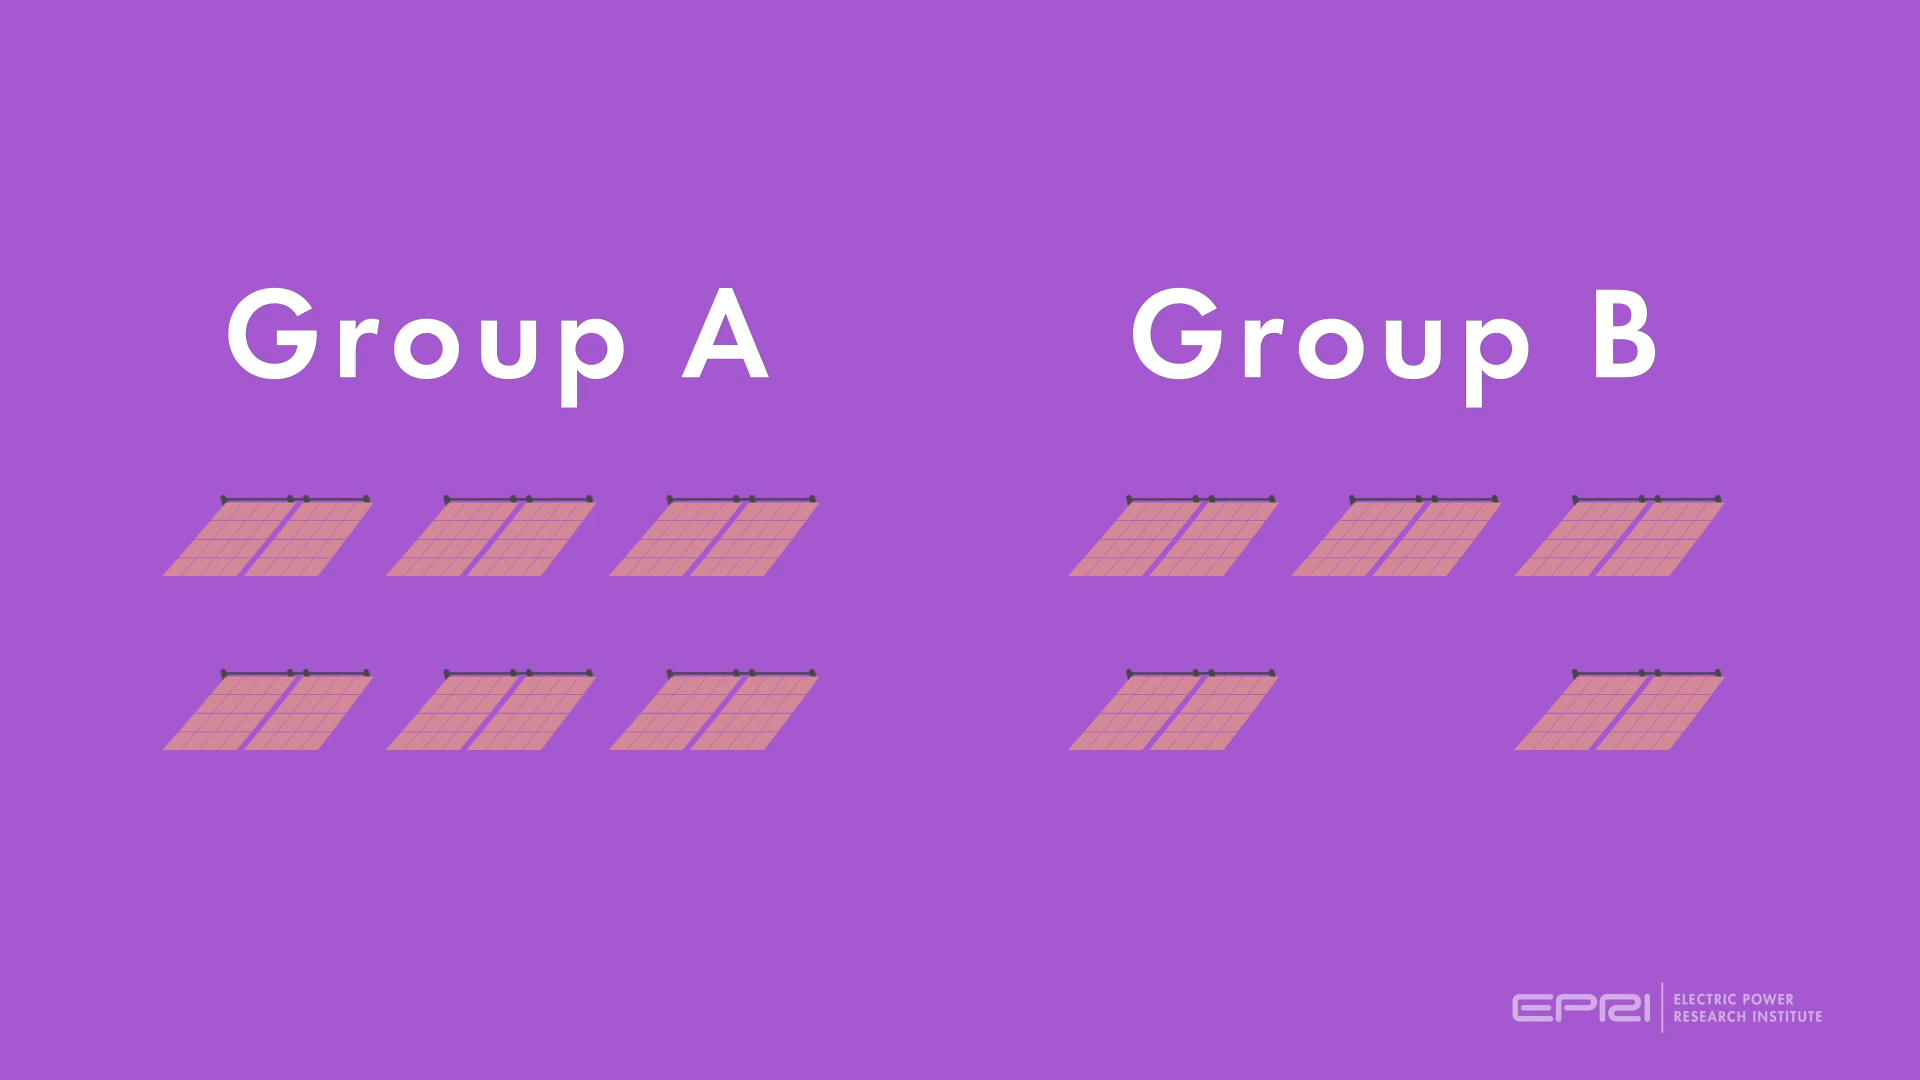 Group A
Group B
EPRI
ELECTRIC POWER
RESEARCH INSTITUTE